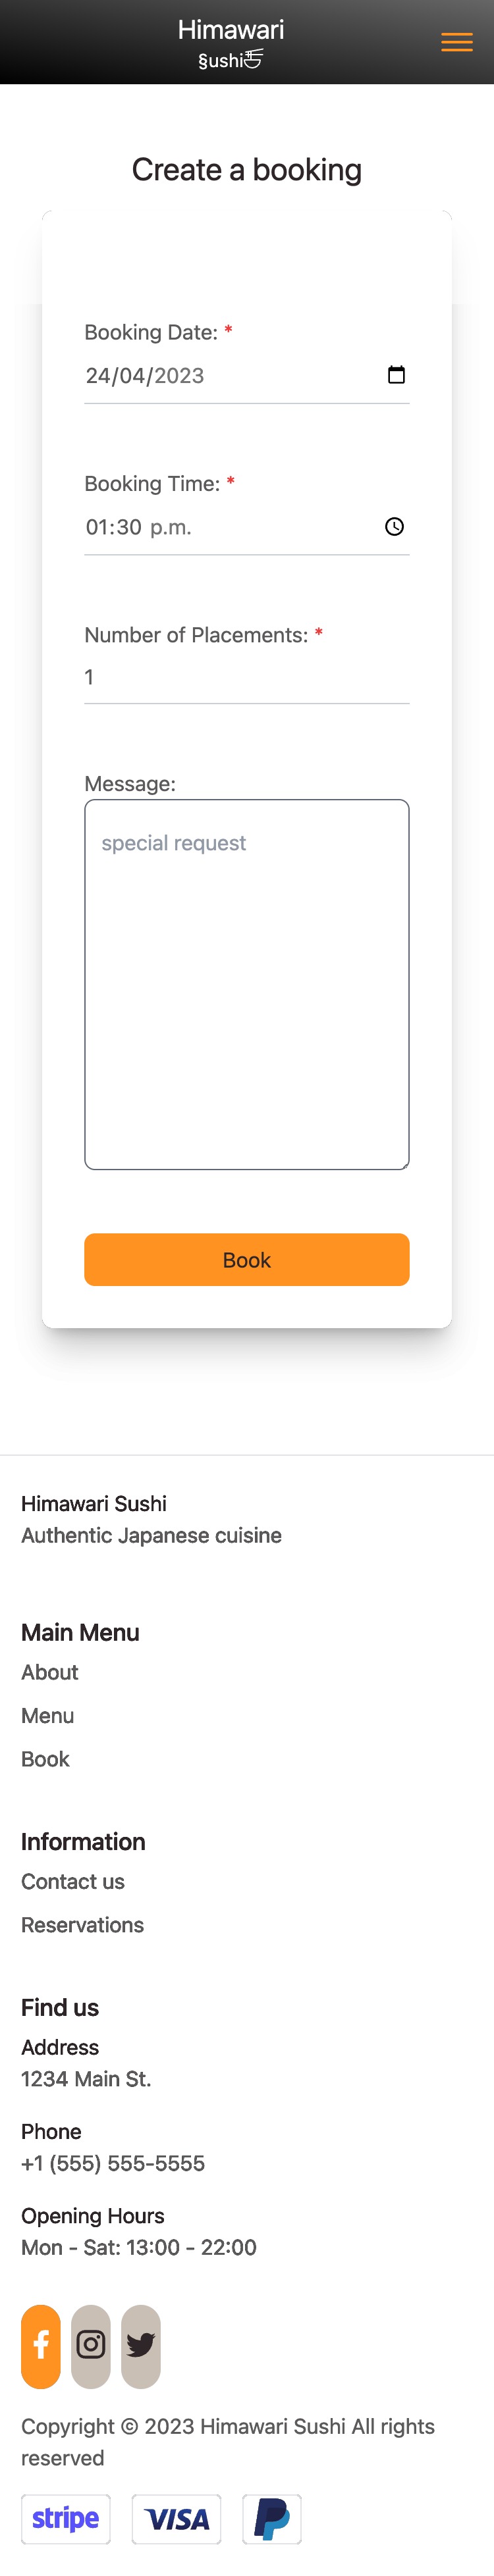 Himawari
§ushi
Create a booking
Booking Date: *
24/04/2023
Booking Time: *
01:30 p.m.
Number of Placements: *
1
Message:
special request
Book
Himawari Sushi
Authentic Japanese cuisine
Main Menu
About
Menu
Book
Information
Contact us
Reservations
Find us
Address
1234 Main St.
Phone
+1 (555) 555-5555
Opening Hours
Mon - Sat: 13:00 - 22:00
Copyright © 2023 Himawari Sushi All rights
reserved
stripe VISA